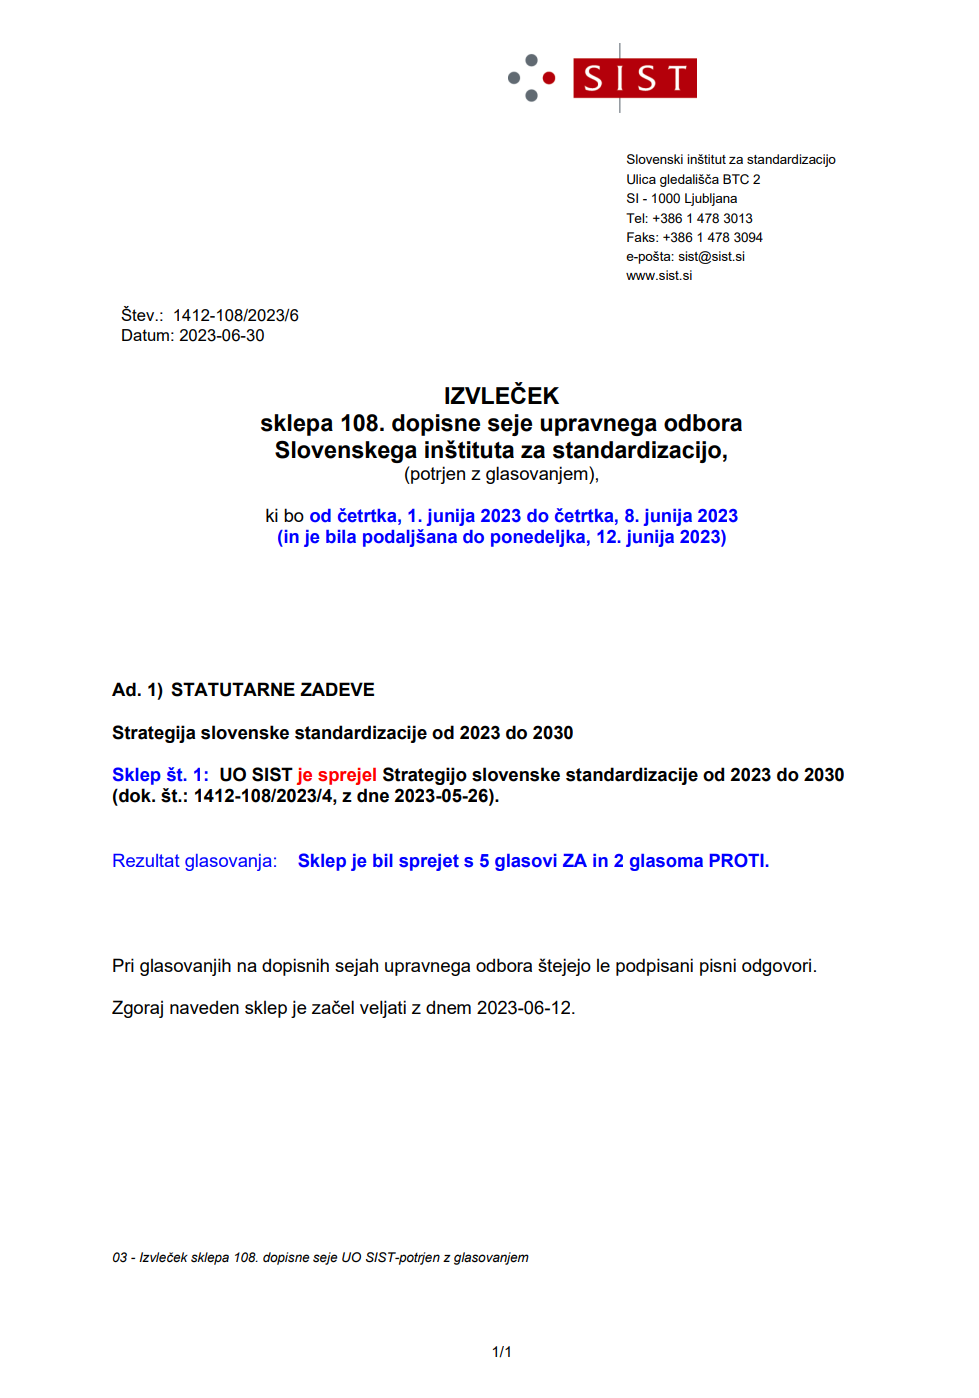 SIST
Slovenski inštitut za standardizacijo
Ulica gledališča BTC 2
SI - 1000 Ljubljana
Tel: +386 1 478 3013
Faks: +386 1 478 3094
e-pošta: sist@sist.si
www.sist.si
Štev.: 1412-108/2023/6
Datum: 2023-06-30
IZVLEČEK
sklepa 108. dopisne seje upravnega odbora
Slovenskega inštituta za standardizacijo,
(potrjen z glasovanjem),
ki bo od četrtka, 1. junija 2023 do četrtka, 8. junija 2023
(in je bila podaljšana do ponedeljka, 12. junija 2023)
Ad. 1) STATUTARNE ZADEVE
Strategija slovenske standardizacije od 2023 do 2030
Sklep št. 1: UO SIST je sprejel Strategijo slovenske standardizacije od 2023 do 2030
(dok. št.: 1412-108/2023/4, z dne 2023-05-26).
Rezultat glasovanja: Sklep je bil sprejet s 5 glasovi ZA in 2 glasoma PROTI.
Pri glasovanjih na dopisnih sejah upravnega odbora štejejo le podpisani pisni odgovori.
Zgoraj naveden sklep je začel veljati z dnem 2023-06-12.
03 - Izvleček sklepa 108. dopisne seje UO SIST-potrjen z glasovanjem
1/1